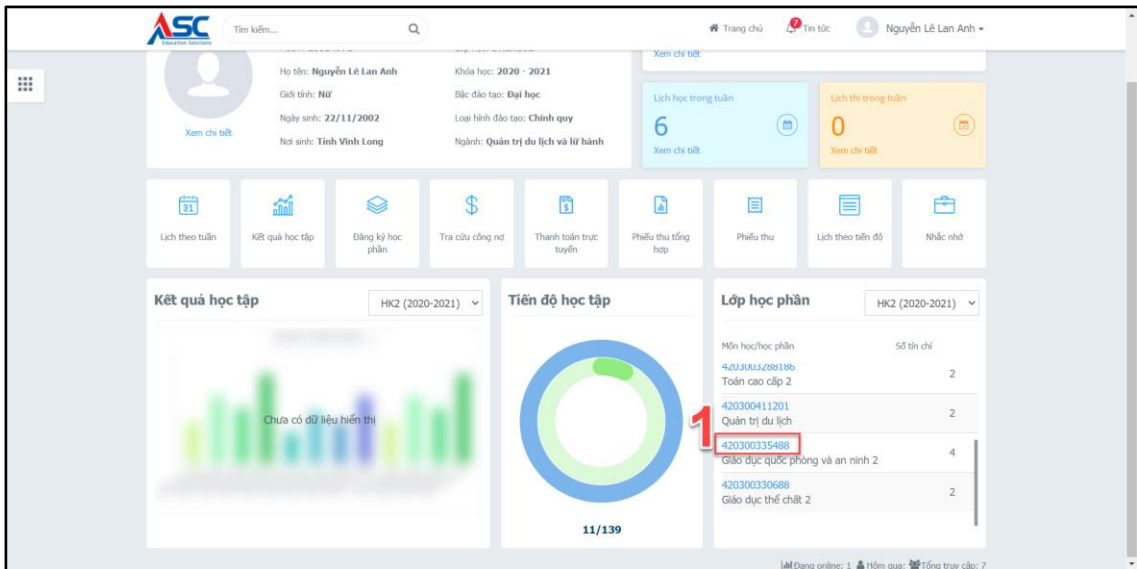 ASC
Education Solutions
Tìm kiếm...
Trang chủ
7
Tin tức
Nguyễn Lê Lan Anh
Xem chi tiết
Họ tên: Nguyễn Lê Lan Anh
Khóa học: 2020 - 2021
Giới tính: Nữ
Bậc đào tạo: Đại học
Ngày sinh: 22/11/2002
Loại hình đào tạo: Chính quy
Nơi sinh: Tỉnh Vĩnh Long
Ngành: Quản trị du lịch và lữ hành
Xem chi tiết
Lịch học trong tuần
6
Xem chi tiết
Lịch thi trong tuần
0
Xem chi tiết
31
Lịch theo tuần
Kết quả học tập
Đăng ký học
phần
Tra cứu công nợ
Thanh toán trực
tuyến
Phiếu thu tổng
hợp
Phiếu thu
Lịch theo tiến độ
Nhắc nhở
Kết quả học tập
HK2 (2020-2021)
Chưa có dữ liệu hiển thị
Tiến độ học tập
11/139
Lớp học phần
HK2 (2020-2021)
Môn học/học phần
Số tín chỉ
4203003288186
Toán cao cấp 2
2
420300411201
Quản trị du lịch
2
1
420300335488
Giáo dục quốc phòng và an ninh 2
4
420300330688
Giáo dục thể chất 2
2
Đang online: 1
Hôm qua:
Tổng truy cập: 7